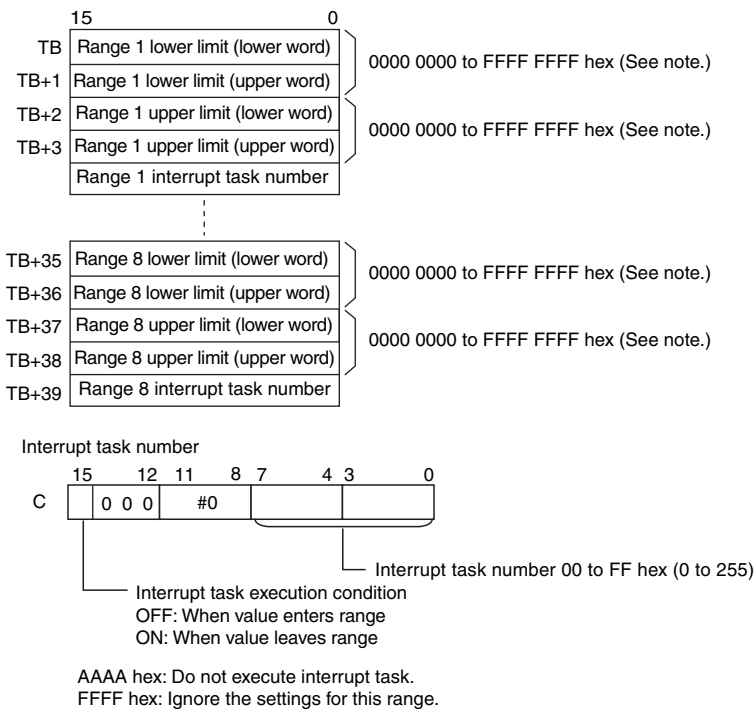 15 0
TB Range 1 lower limit (lower word)
TB+1 Range 1 lower limit (upper word)
0000 0000 to FFFF FFFF hex (See note.)
TB+2 Range 1 upper limit (lower word)
TB+3 Range 1 upper limit (upper word)
0000 0000 to FFFF FFFF hex (See note.)
Range 1 interrupt task number
TB+35 Range 8 lower limit (lower word)
TB+36 Range 8 lower limit (upper word)
0000 0000 to FFFF FFFF hex (See note.)
TB+37 Range 8 upper limit (lower word)
TB+38 Range 8 upper limit (upper word)
0000 0000 to FFFF FFFF hex (See note.)
TB+39 Range 8 interrupt task number
Interrupt task number
15 12 11 8 7 4 3 0
C 0 0 0 #0
Interrupt task number 00 to FF hex (0 to 255)
Interrupt task execution condition
OFF: When value enters range
ON: When value leaves range
AAAA hex: Do not execute interrupt task.
FFFF hex: Ignore the settings for this range.